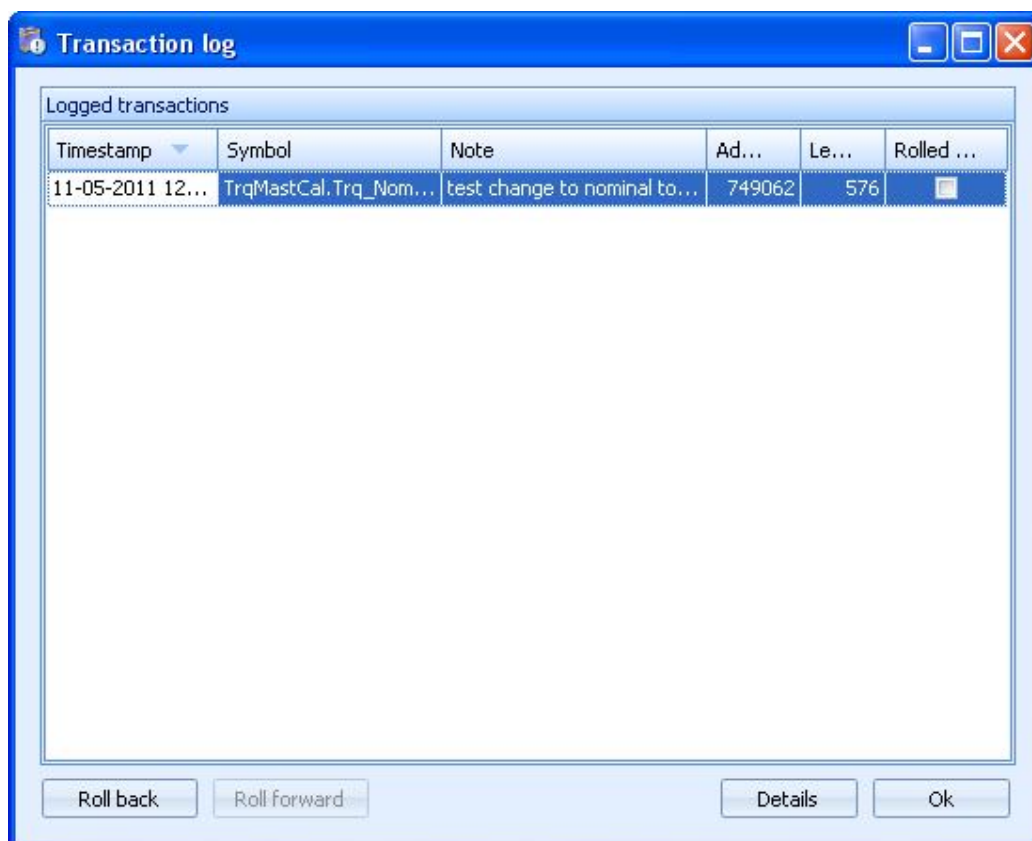 Transaction log
Logged transactions
Timestamp Symbol Note Ad... Le... Rolled ...
11-05-2011 12... TrqMastCal.Trq_Nom... test change to nominal to... 749062 576
Roll back Roll forward Details Ok